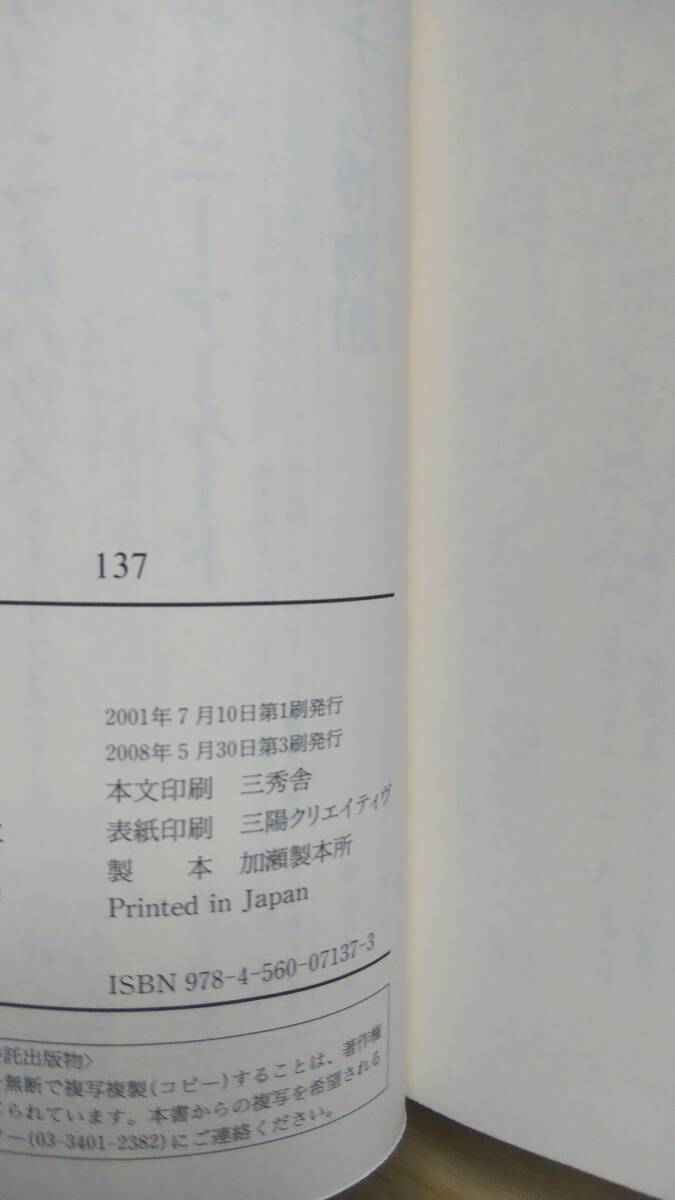 137
2001年7月10日第1刷発行
2008年5月30日第3刷発行
本文印刷 三秀舎
表紙印刷 三陽クリエイティヴ
製 本 加瀬製本所
Printed in Japan
ISBN 978-4-560-07137-3
託出版物〉
無断で複写複製(コピー)することは、著作権
られています。本書からの複写を希望される
ー(03-3401-2382)にご連絡ください。